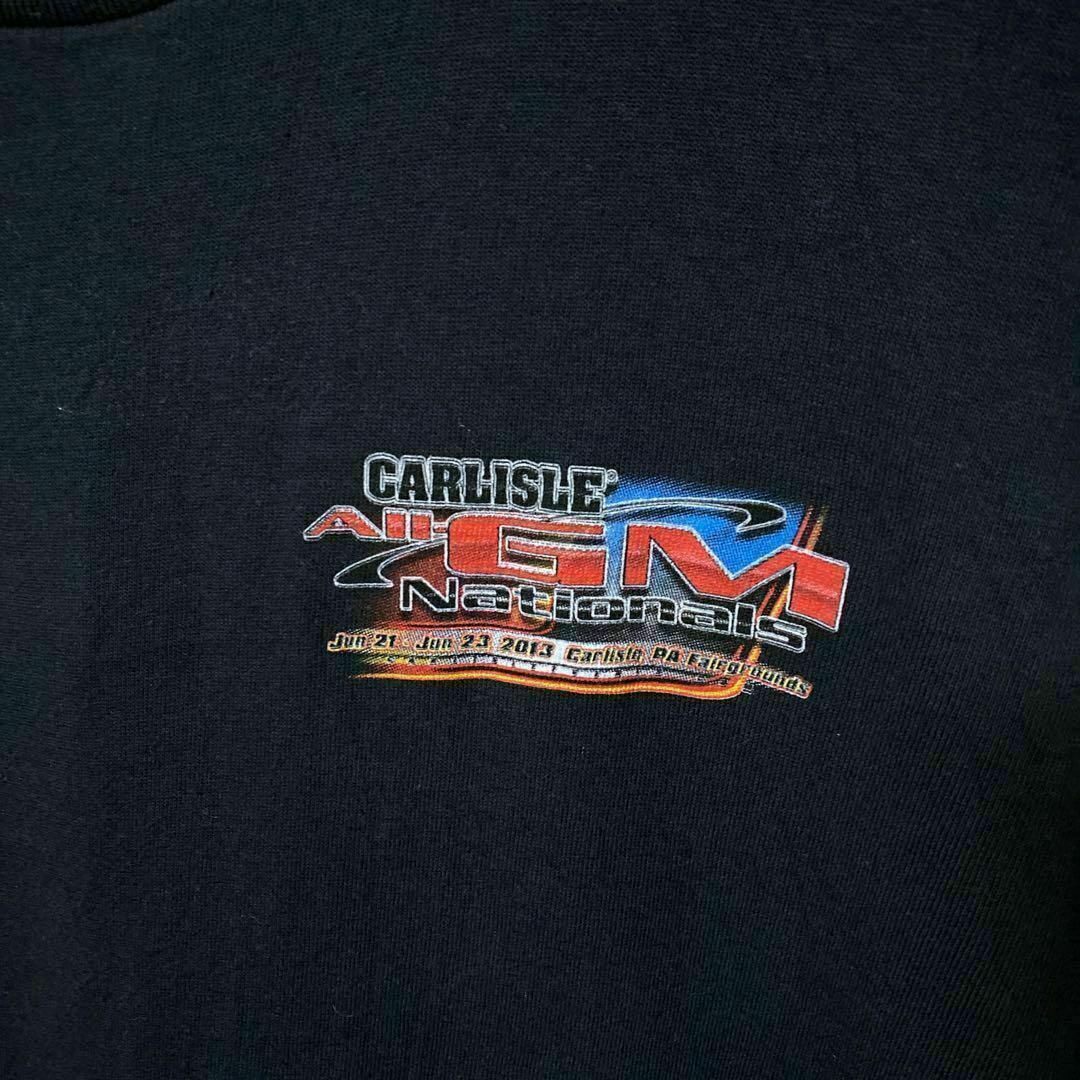 CARLISLE®
All-GM
Nationals
Jun 21 - Jun 23 2013 Carlisle, PA Fairgrounds